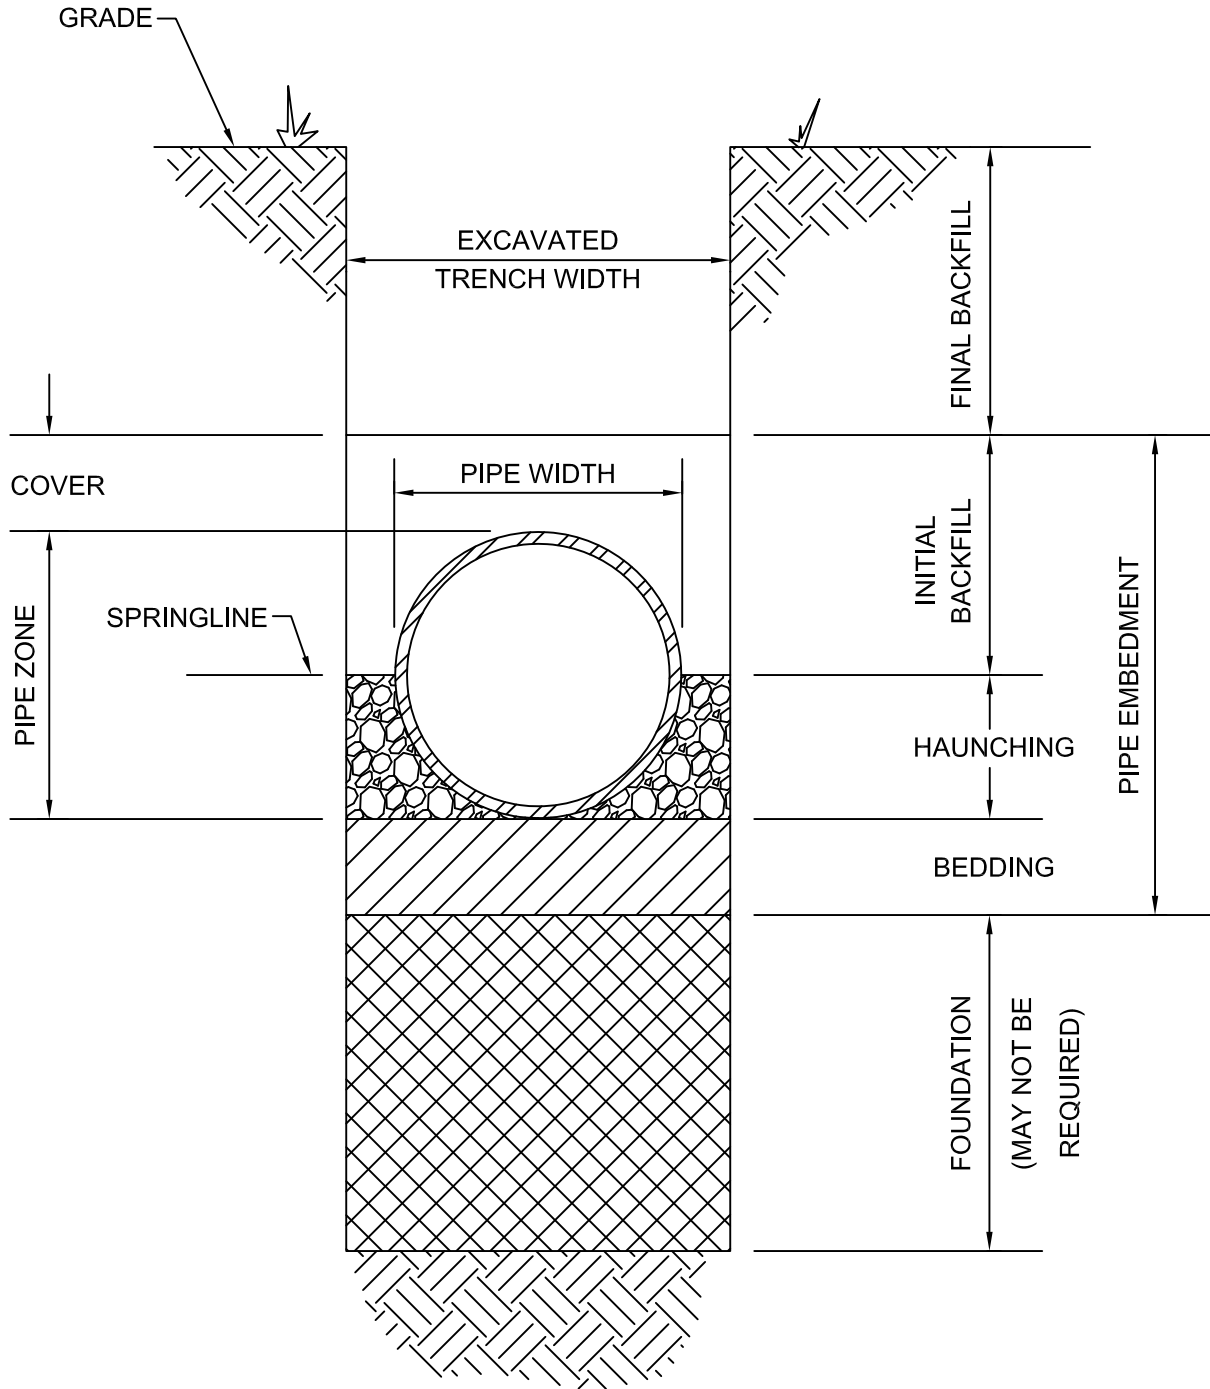 GRADE
EXCAVATED
TRENCH WIDTH
FINAL BACKFILL
COVER
PIPE WIDTH
INITIAL
BACKFILL
PIPE EMBEDMENT
PIPE ZONE
SPRINGLINE
HAUNCHING
BEDDING
FOUNDATION
(MAY NOT BE
REQUIRED)